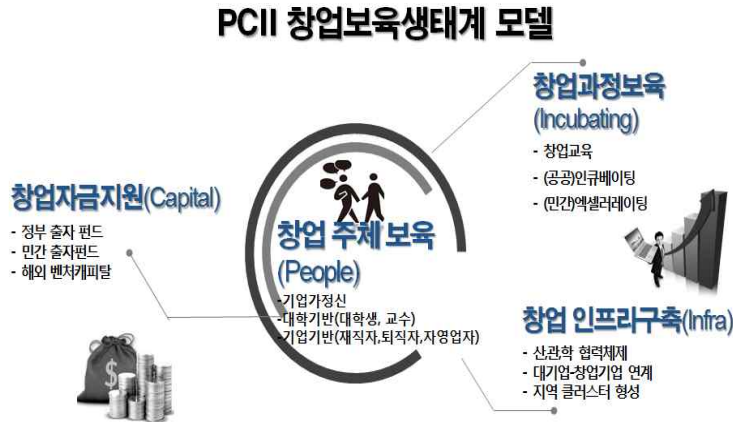 PCII 창업보육생태계 모델
창업과정보육
(Incubating)
- 창업교육
- (공공)인큐베이팅
- (민간)엑셀러레이팅
창업자금지원(Capital)
- 정부 출자 펀드
- 민간 출자펀드
- 해외 벤처캐피탈
창업 주체 보육
(People)
-기업가정신
-대학기반(대학생, 교수)
-기업기반(재직자,퇴직자,자영업자)
창업 인프라구축(Infra)
- 산·관·학 협력체제
- 대기업-창업기업 연계
- 지역 클러스터 형성
$